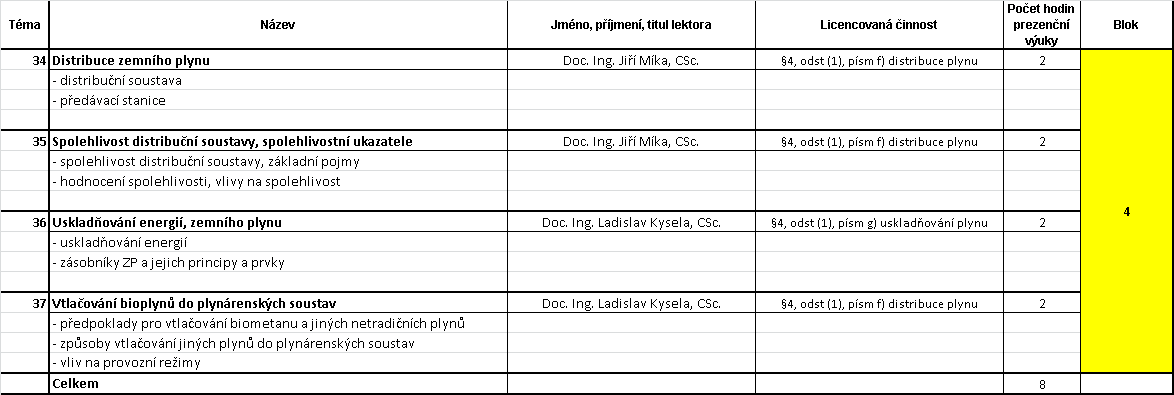 Téma Název Jméno, příjmení, titul lektora Licencovaná činnost Počet hodin prezenční výuky Blok
34 Distribuce zemního plynu Doc. Ing. Jiří Míka, CSc. §4, odst (1), písm f) distribuce plynu 2
- distribuční soustava
- předávací stanice
35 Spolehlivost distribuční soustavy, spolehlivostní ukazatele Doc. Ing. Jiří Míka, CSc. §4, odst (1), písm f) distribuce plynu 2
- spolehlivost distribuční soustavy, základní pojmy
- hodnocení spolehlivosti, vlivy na spolehlivost
4
36 Uskladňování energií, zemního plynu Doc. Ing. Ladislav Kysela, CSc. §4, odst (1), písm g) uskladňování plynu 2
- uskladňování energií
- zásobníky ZP a jejich principy a prvky
37 Vtlačování bioplynů do plynárenských soustav Doc. Ing. Ladislav Kysela, CSc. §4, odst (1), písm f) distribuce plynu 2
- předpoklady pro vtlačování biometanu a jiných netradičních plynů
- způsoby vtlačování jiných plynů do plynárenských soustav
- vliv na provozní režimy
Celkem 8